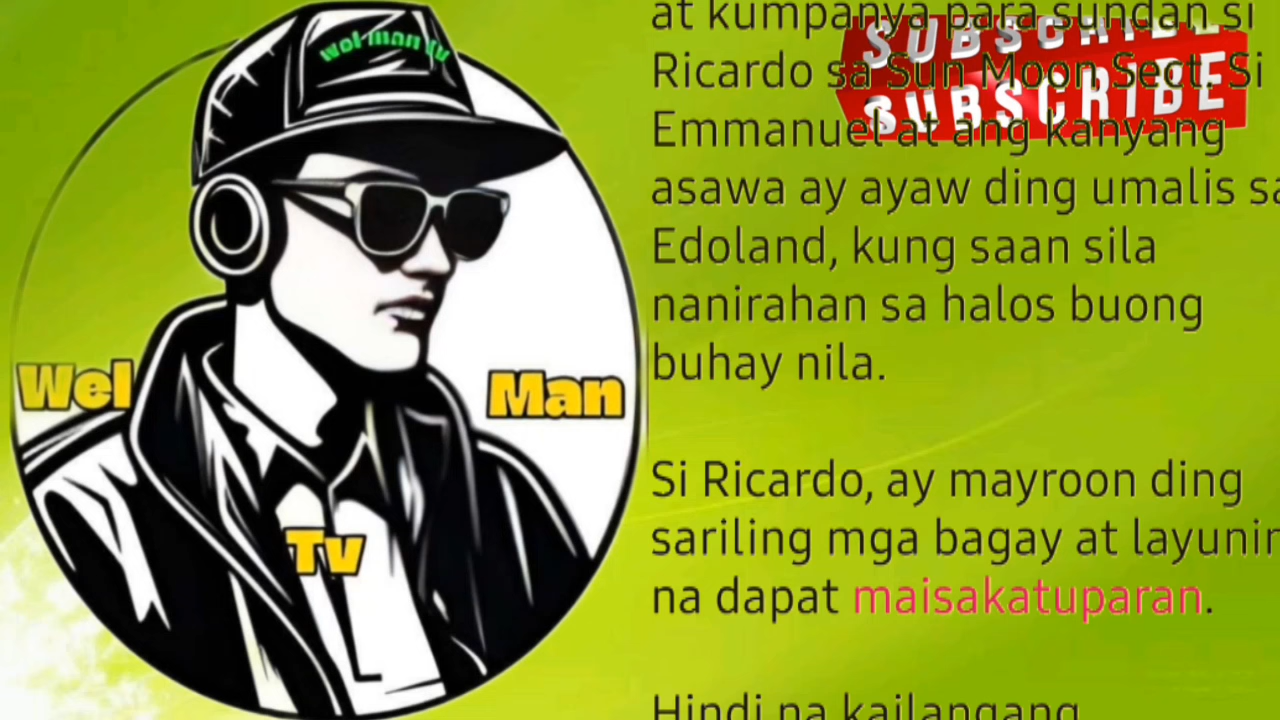 wel man tv
Wel
Man
Tv
at kumpanya para sundan si
Ricardo sa Sun Moon Sect. Si
Emmanuel at ang kanyang
asawa ay ayaw ding umalis sa
Edoland, kung saan sila
nanirahan sa halos buong
buhay nila.
Si Ricardo, ay mayroon ding
sariling mga bagay at layunin
na dapat maisakatuparan.
Hindi na kailangang
SUBSCRIBE
SUBSCRIBE